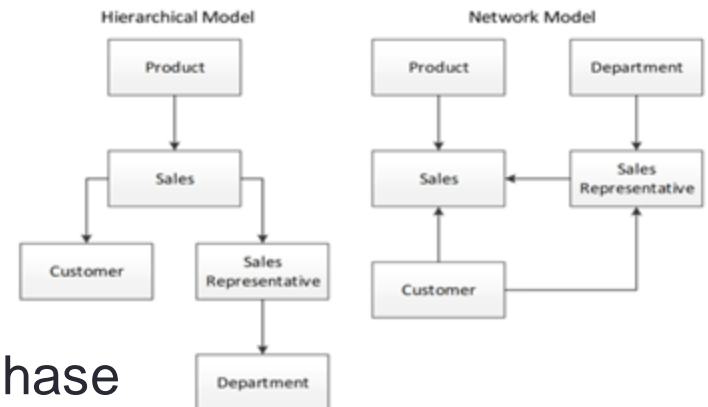 Hierarchical Model
Product
Sales
Customer
Sales
Representative
Department
Network Model
Product
Department
Sales
Sales
Representative
Customer
hase